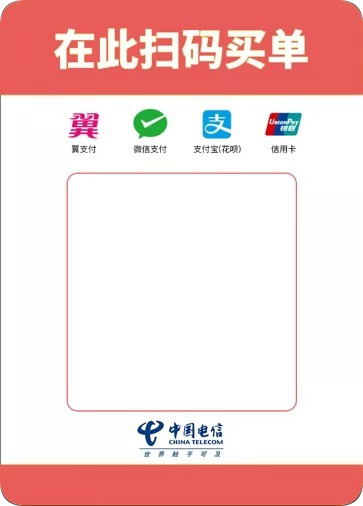 在此扫码买单
翼
支
UnionPay
银联
翼支付 微信支付 支付宝(花呗) 信用卡
中国电信
CHINA TELECOM
世界触手可及